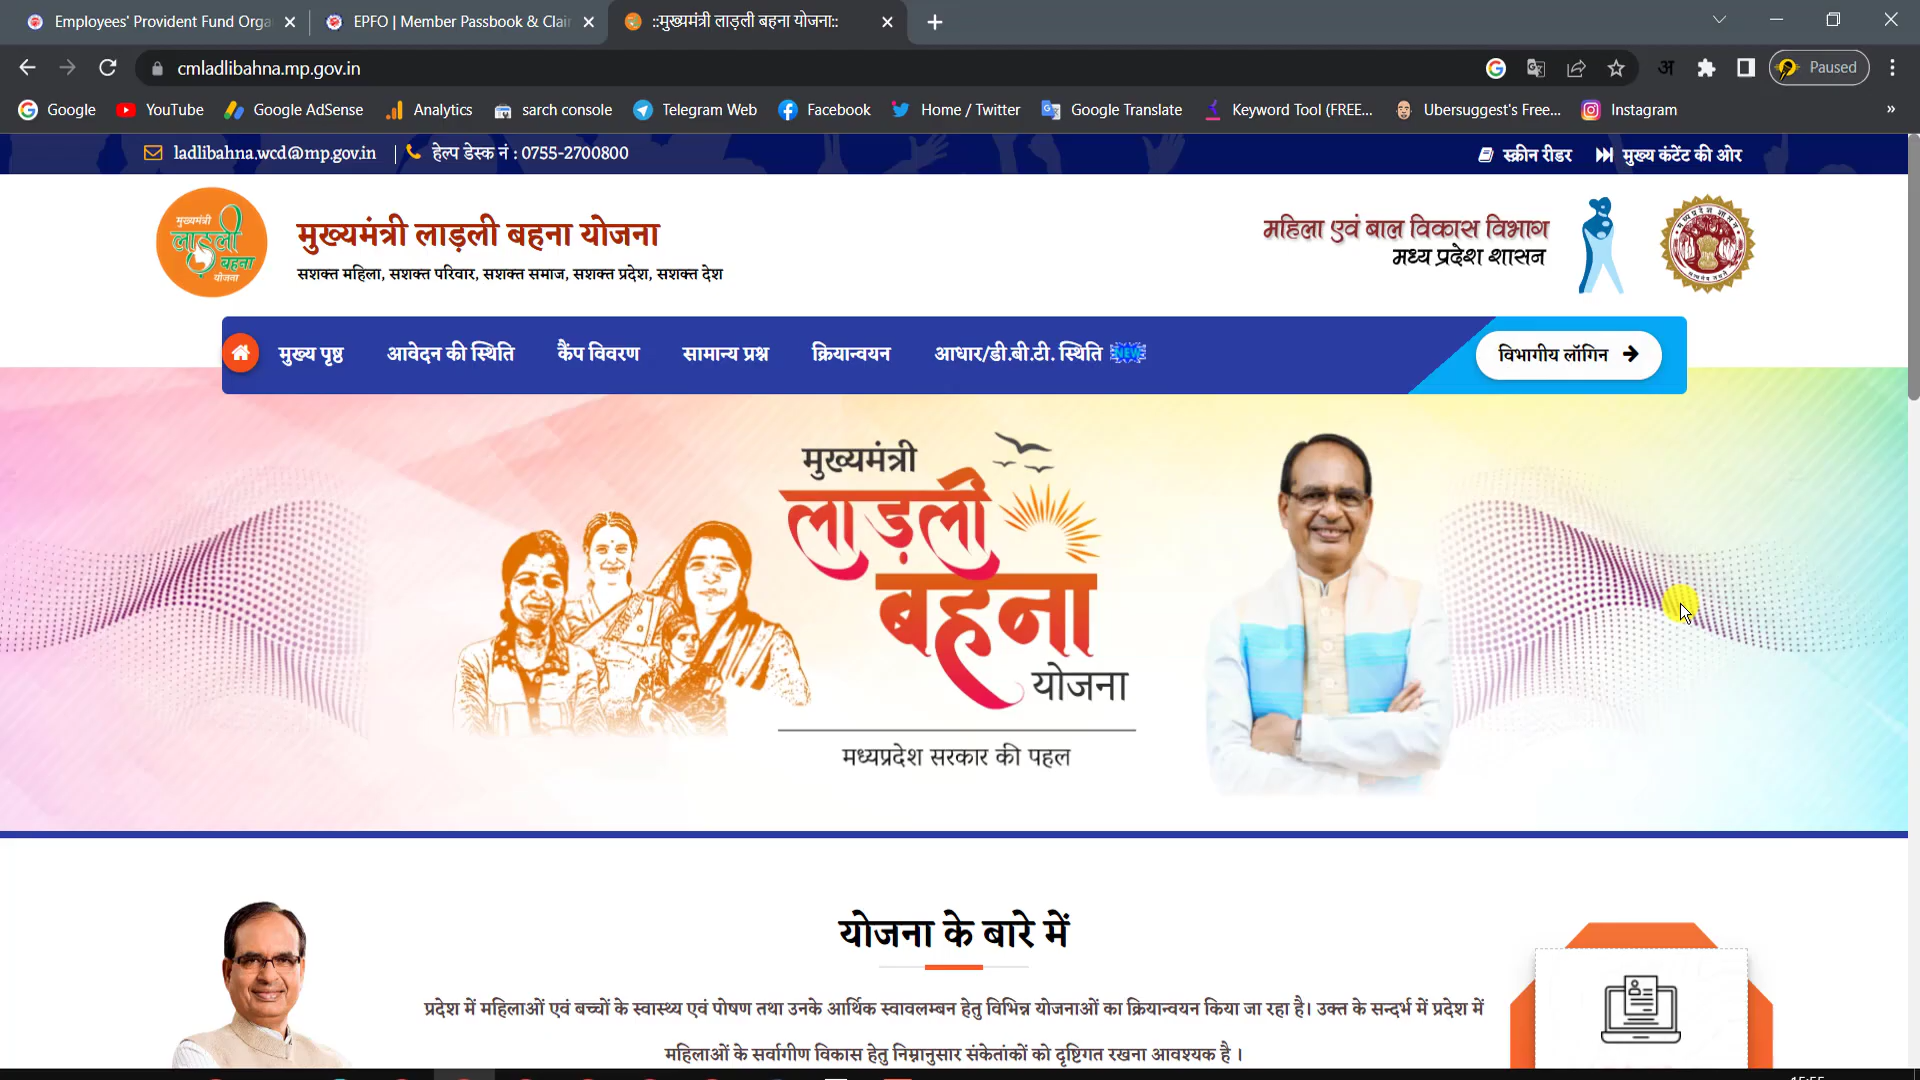 Employees' Provident Fund Orga
EPFO | Member Passbook & Clai
::मुख्यमंत्री लाड़ली बहना योजना::
cmladlibahna.mp.gov.in
अ
Paused
Google
YouTube
Google AdSense
Analytics
sarch console
Telegram Web
Facebook
Home / Twitter
Google Translate
Keyword Tool (FREE...
Ubersuggest's Free...
Instagram
»
ladlibahna.wcd@mp.gov.in
हेल्प डेस्क नं : 0755-2700800
स्क्रीन रीडर
मुख्य कंटेंट की ओर
मुख्यमंत्री
लाड़ली
बहना
योजना
मुख्यमंत्री लाड़ली बहना योजना
सशक्त महिला, सशक्त परिवार, सशक्त समाज, सशक्त प्रदेश, सशक्त देश
महिला एवं बाल विकास विभाग
मध्य प्रदेश शासन
मुख्य पृष्ठ
आवेदन की स्थिति
कैंप विवरण
सामान्य प्रश्न
क्रियान्वयन
आधार/डी.बी.टी. स्थिति NEW
विभागीय लॉगिन
मुख्यमंत्री
लाड़ली
बहना
योजना
मध्यप्रदेश सरकार की पहल
योजना के बारे में
प्रदेश में महिलाओं एवं बच्चों के स्वास्थ्य एवं पोषण तथा उनके आर्थिक स्वावलम्बन हेतु विभिन्न योजनाओं का क्रियान्वयन किया जा रहा है। उक्त के सन्दर्भ में प्रदेश में
महिलाओं के सर्वागीण विकास हेतु निम्नानुसार संकेतांकों को दृष्टिगत रखना आवश्यक है ।